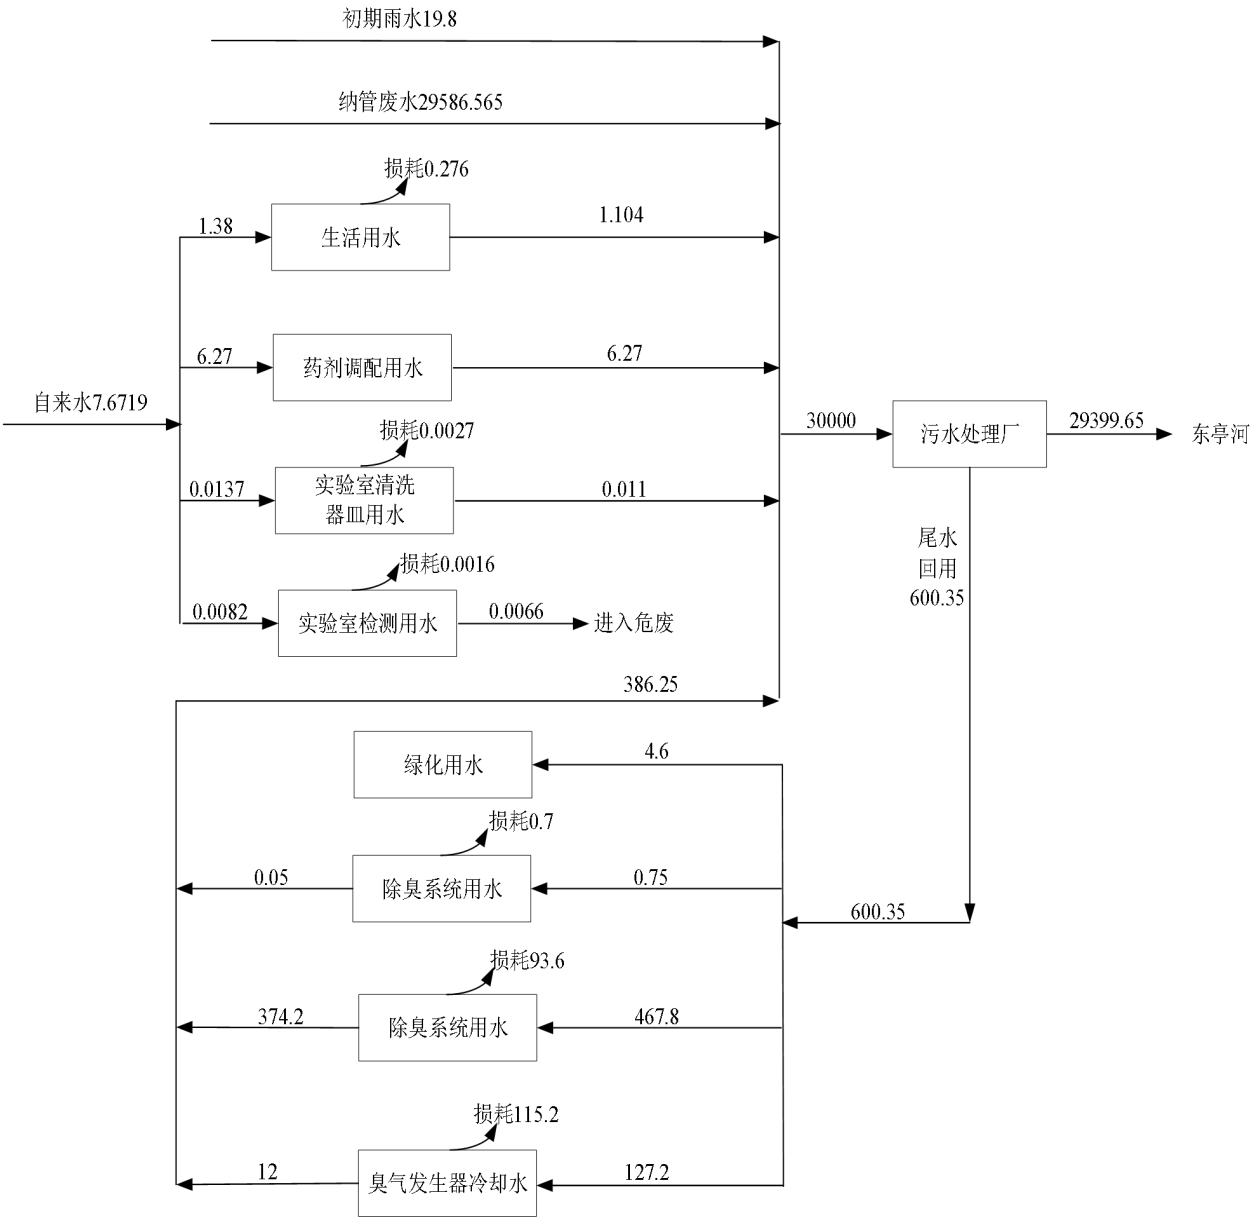 初期雨水19.8
纳管废水29586.565
损耗0.276
1.38
生活用水
1.104
6.27
药剂调配用水
6.27
自来水7.6719
损耗0.0027
0.0137
实验室清洗
器皿用水
0.011
30000
污水处理厂
29399.65
东亭河
尾水
回用
600.35
损耗0.0016
0.0082
实验室检测用水
0.0066
进入危废
386.25
绿化用水
4.6
损耗0.7
0.05
除臭系统用水
0.75
600.35
损耗93.6
374.2
除臭系统用水
467.8
损耗115.2
12
臭气发生器冷却水
127.2